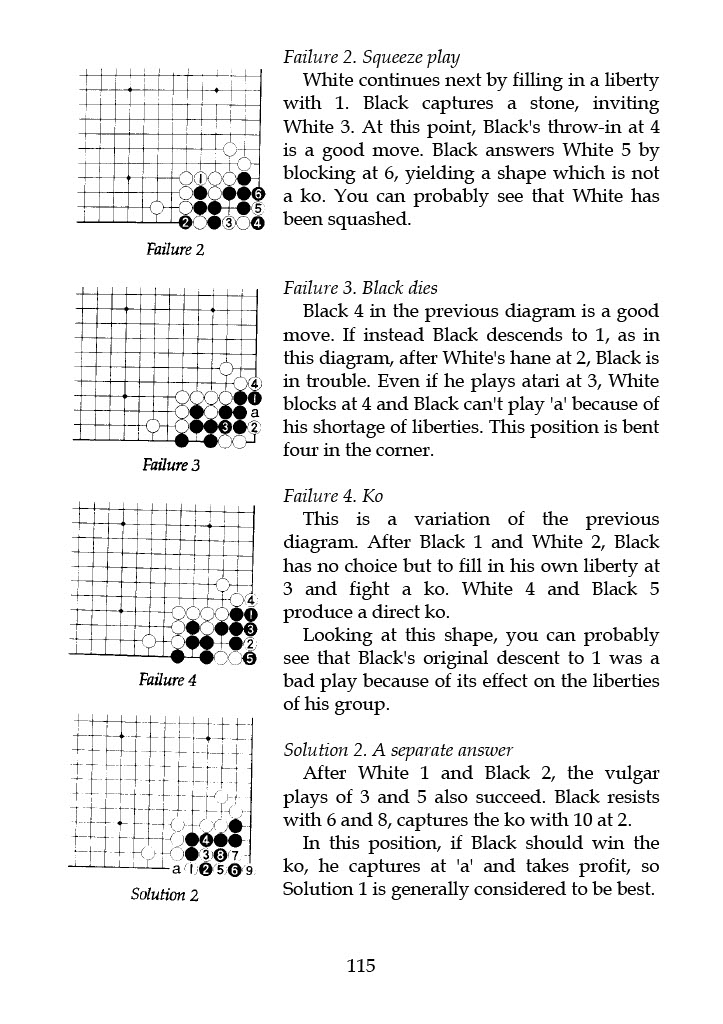 Failure 2. Squeeze play
White continues next by filling in a liberty
with 1. Black captures a stone, inviting
White 3. At this point, Black's throw-in at 4
is a good move. Black answers White 5 by
blocking at 6, yielding a shape which is not
a ko. You can probably see that White has
been squashed.
1
6
5
2
3
4
Failure 2
Failure 3. Black dies
Black 4 in the previous diagram is a good
move. If instead Black descends to 1, as in
this diagram, after White's hane at 2, Black is
in trouble. Even if he plays atari at 3, White
blocks at 4 and Black can't play 'a' because of
his shortage of liberties. This position is bent
four in the corner.
4
1
a
3 2
Failure 3
Failure 4. Ko
This is a variation of the previous
diagram. After Black 1 and White 2, Black
has no choice but to fill in his own liberty at
3 and fight a ko. White 4 and Black 5
produce a direct ko.
Looking at this shape, you can probably
see that Black's original descent to 1 was a
bad play because of its effect on the liberties
of his group.
4
1
3
2
5
Failure 4
Solution 2. A separate answer
After White 1 and Black 2, the vulgar
plays of 3 and 5 also succeed. Black resists
with 6 and 8, captures the ko with 10 at 2.
In this position, if Black should win the
ko, he captures at 'a' and takes profit, so
Solution 1 is generally considered to be best.
4
3 8 7
a 1 2 5 6 9
Solution 2
115